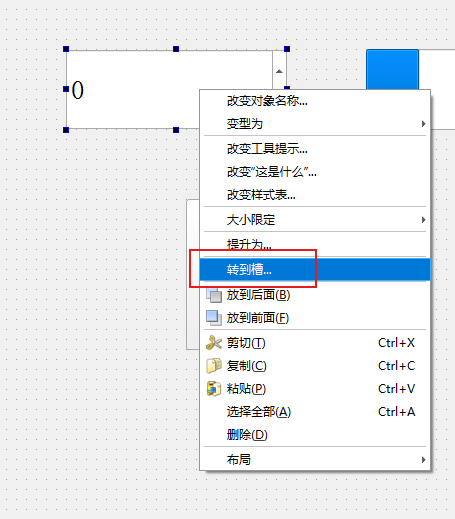 0
改变对象名称...
变型为
改变工具提示...
改变“这是什么”...
改变样式表...
大小限定
提升为...
转到槽...
放到后面(B)
放到前面(F)
剪切(T) Ctrl+X
复制(C) Ctrl+C
粘贴(P) Ctrl+V
选择全部(A) Ctrl+A
删除(D)
布局